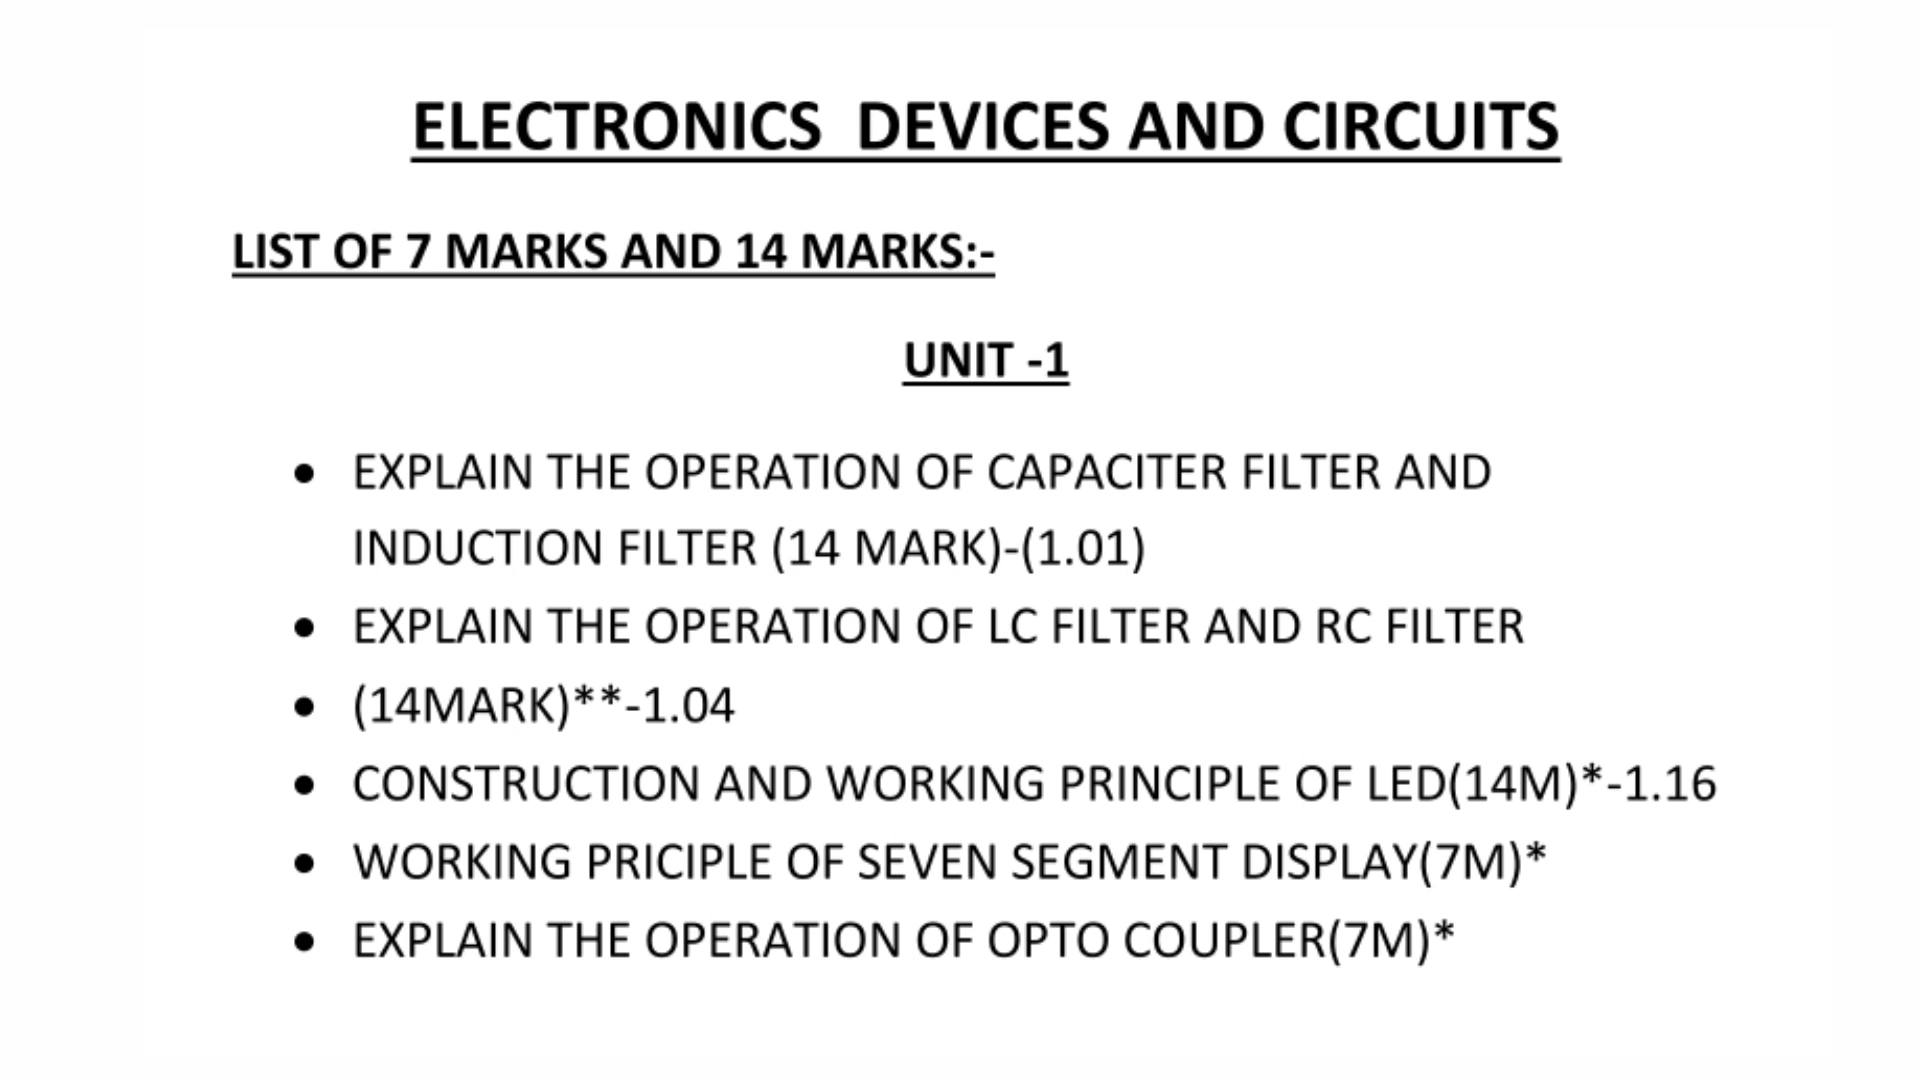 ELECTRONICS  DEVICES AND CIRCUITS
LIST OF 7 MARKS AND 14 MARKS:-
UNIT -1
• EXPLAIN THE OPERATION OF CAPACITER FILTER AND
INDUCTION FILTER (14 MARK)-(1.01)
• EXPLAIN THE OPERATION OF LC FILTER AND RC FILTER
• (14MARK)**-1.04
• CONSTRUCTION AND WORKING PRINCIPLE OF LED(14M)*-1.16
• WORKING PRICIPLE OF SEVEN SEGMENT DISPLAY(7M)*
• EXPLAIN THE OPERATION OF OPTO COUPLER(7M)*